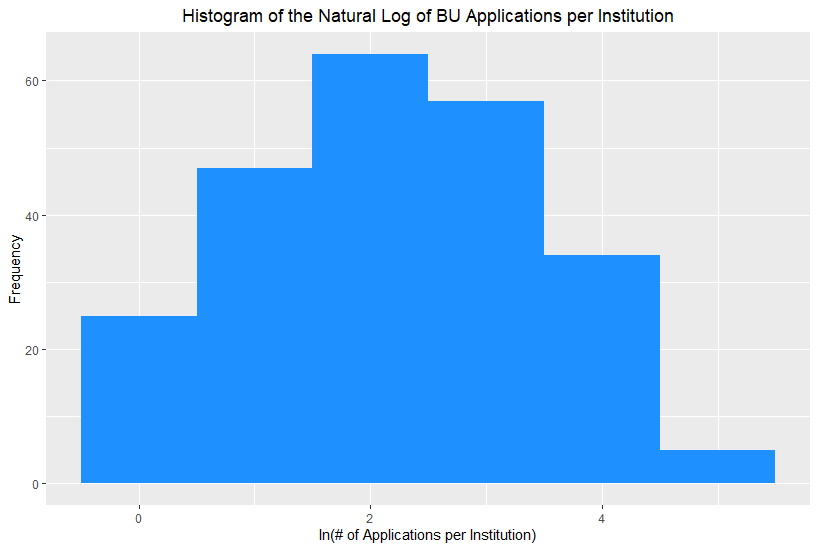 Histogram of the Natural Log of BU Applications per Institution
Frequency
60
40
20
0
0 2 4
ln(# of Applications per Institution)